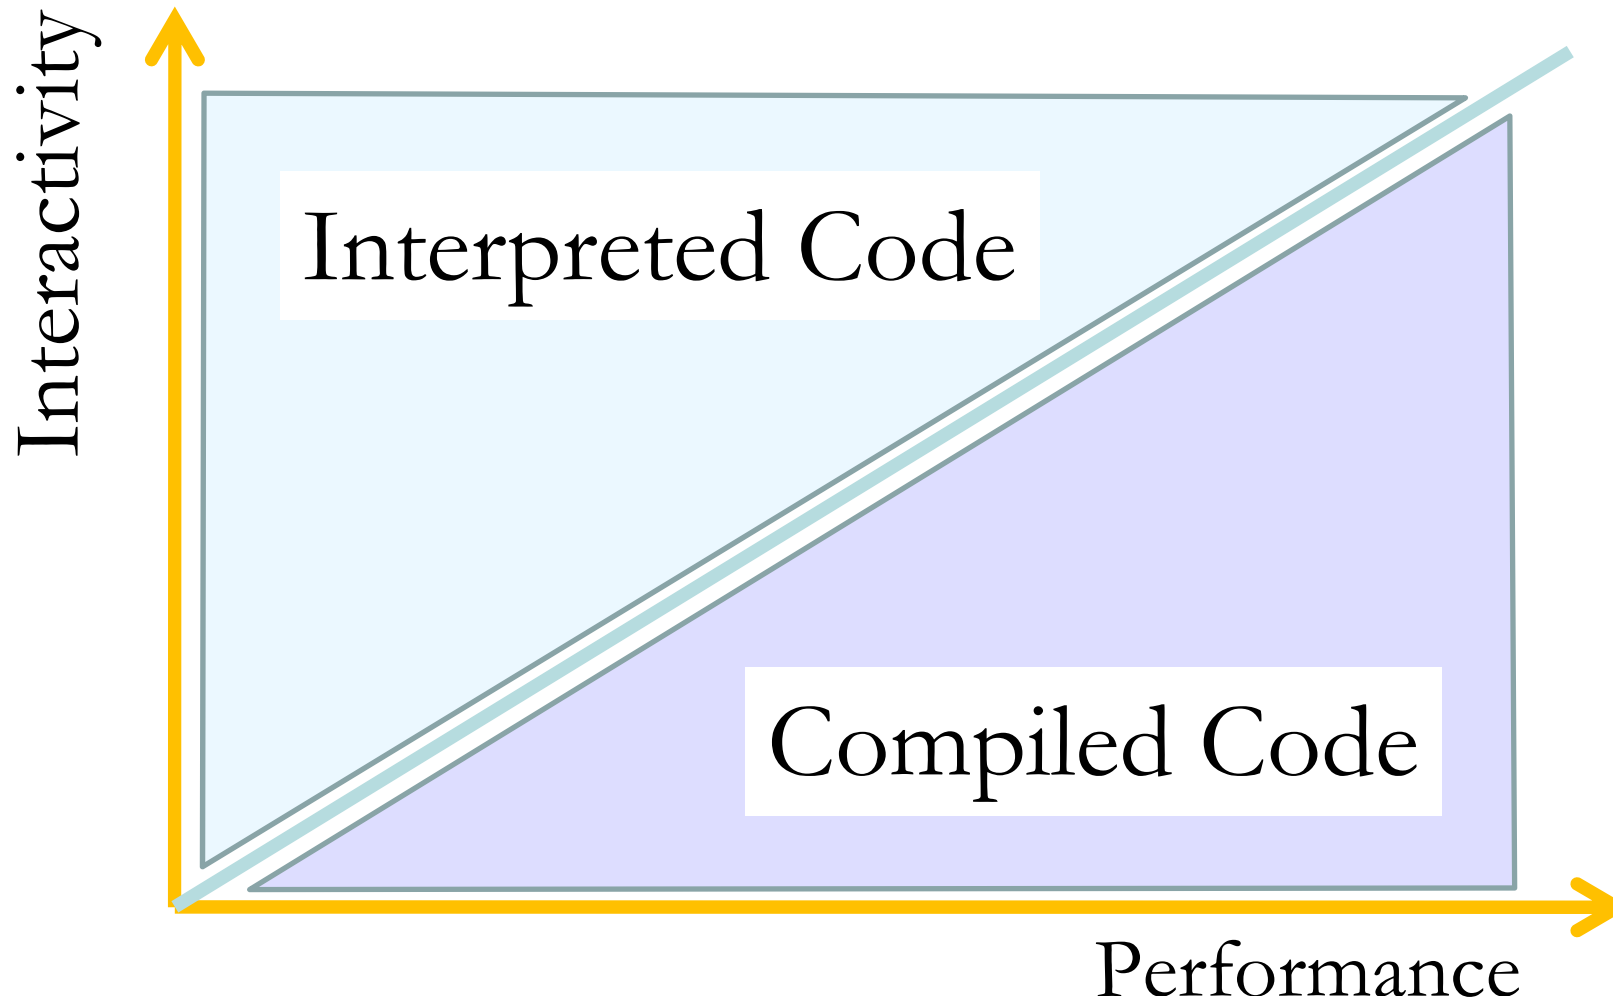 Interactivity
Interpreted Code
Compiled Code
Performance